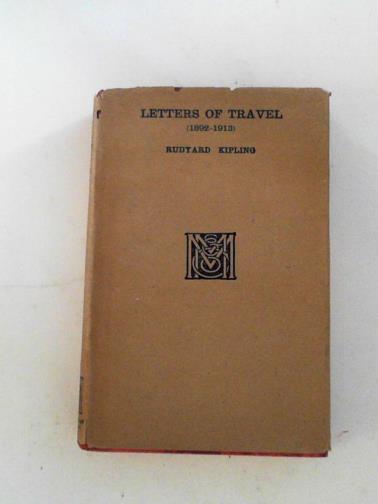 LETTERS OF TRAVEL
(1892-1913)
RUDYARD KIPLING